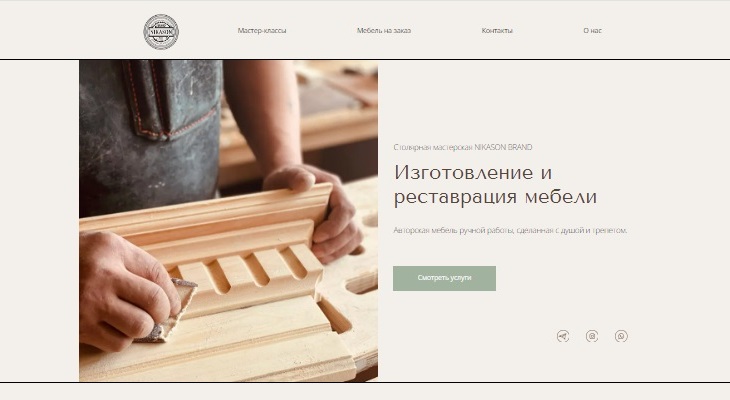 NIKASON
Мастер-классы
Мебель на заказ
Контакты
О нас
Столярная мастерская NIKASON BRAND
Изготовление и
реставрация мебели
Авторская мебель ручной работы, сделанная с душой и трепетом.
Смотреть услуги